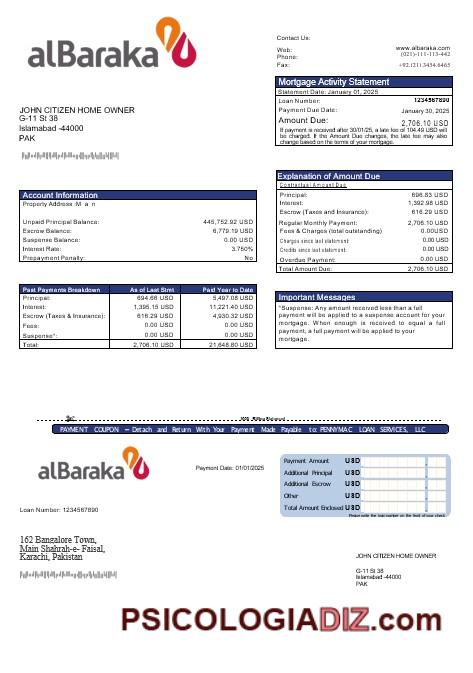 alBaraka
Contact Us:
Web: www.albaraka.com
Phone: (021)-111-113-442
Fax: +92.(21).3454.6465
Mortgage Activity Statement
Statement Date: January 01, 2025
Loan Number: 1234567890
Payment Due Date: January 30, 2025
Amount Due: 2,706.10 USD
If payment is received after 30/01/25, a late fee of 104.49 USD will
be charged. If the Amount Due Changes, the late fee may also
change based on the terms of your mortgage.
JOHN CITIZEN HOME OWNER
G-11 St 38
Islamabad -44000
PAK
Account Information
Property Address
Unpaid Principal Balance: 445,752.92 USD
Escrow Balance: 6,779.19 USD
Suspense Balance: 0.00 USD
Interest Rate: 3.750%
Prepayment Penalty: No
Explanation of Amount Due
Contractual Amount Due
Principal: 696.83 USD
Interest: 1,392.98 USD
Escrow (Taxes and Insurance): 616.29 USD
Regular Monthly Payment: 2,706.10 USD
Fees & Charges (total outstanding) 0.00USD
Charges since last statement 0.00 USD
Credits since last statement 0.00 USD
Overdue Payment: 0.00 USD
Total Amount Due: 2,706.10 USD
Past Payments Breakdown As of Last Stmt Paid Year to Date
Principal: 694.66 USD 5,497.08 USD
Interest: 1,395.15 USD 11,221.40 USD
Escrow (Taxes & Insurance): 616.29 USD 4,930.32 USD
Fees: 0.00 USD 0.00 USD
Suspense*: 0.00 USD 0.00 USD
Total: 2,706.10 USD 21,648.80 USD
Important Messages
*Suspense: Any amount received less than a full
payment will be applied to a suspense account for your
mortgage. When enough is received to equal a full
payment, a full payment will be applied to your
mortgage.
PAYMENT COUPON – Detach and Return With Your Payment Made Payable to: PENNYMAC LOAN SERVICES, LLC
alBaraka
Payment Date: 01/01/2025
Payment Amount USD
Additional Principal USD
Additional Escrow USD
Other USD
Total Amount Enclosed USD
Please write the loan number on the front of your check.
Loan Number: 1234567890
162 Bangalore Town,
Main Shahrah-e- Faisal,
Karachi, Pakistan
JOHN CITIZEN HOME OWNER
G-11 St 38
Islamabad -44000
PAK
PSICOLOGIADIZ.com